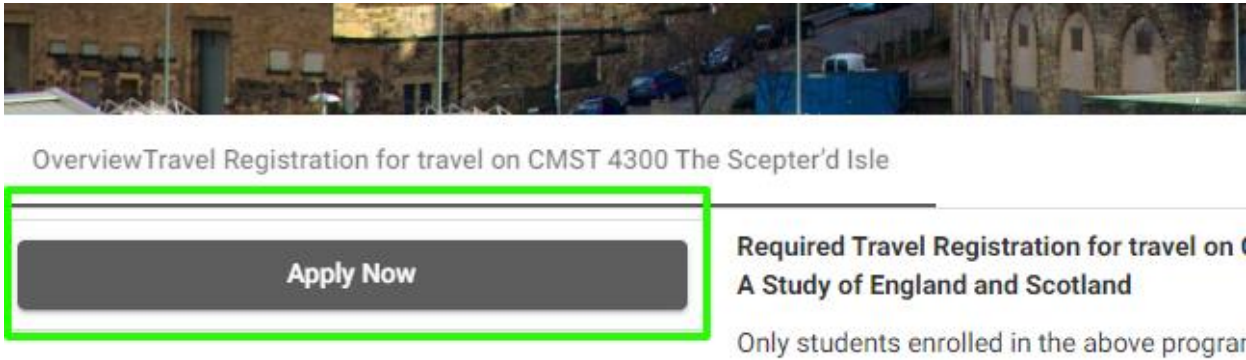 OverviewTravel Registration for travel on CMST 4300 The Scepter'd Isle
Apply Now
Required Travel Registration for travel on
A Study of England and Scotland
Only students enrolled in the above